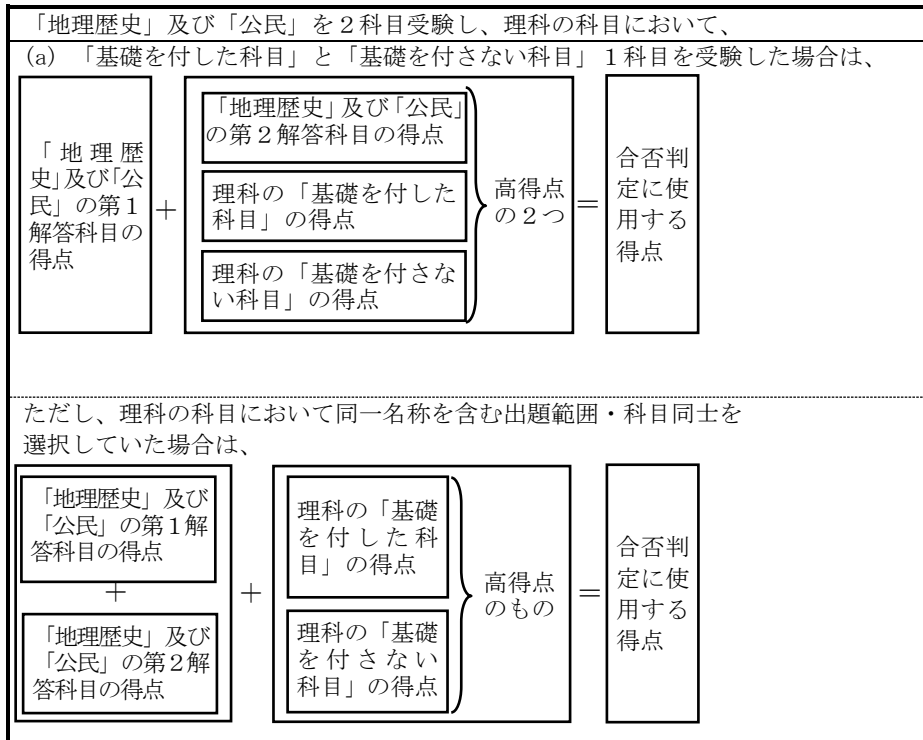 「地理歴史」及び「公民」を２科目受験し、理科の科目において、
(a) 「基礎を付した科目」と「基礎を付さない科目」１科目を受験した場合は、
「地理歴
史」及び「公
民」の第１
解答科目の
得点
＋
「地理歴史」及び「公民」
の第２解答科目の得点
理科の「基礎を付した
科目」の得点
理科の「基礎を付さな
い科目」の得点
高得点
の２つ
＝
合否判
定に使
用する
得点
ただし、理科の科目において同一名称を含む出題範囲・科目同士を
選択していた場合は、
「地理歴史」及び
「公民」の第１解
答科目の得点
＋
「地理歴史」及び
「公民」の第２解
答科目の得点
＋
理科の「基礎
を付した科
目」の得点
理科の「基礎
を付さない
科目」の得点
高得点
のもの
＝
合否判
定に使
用する
得点